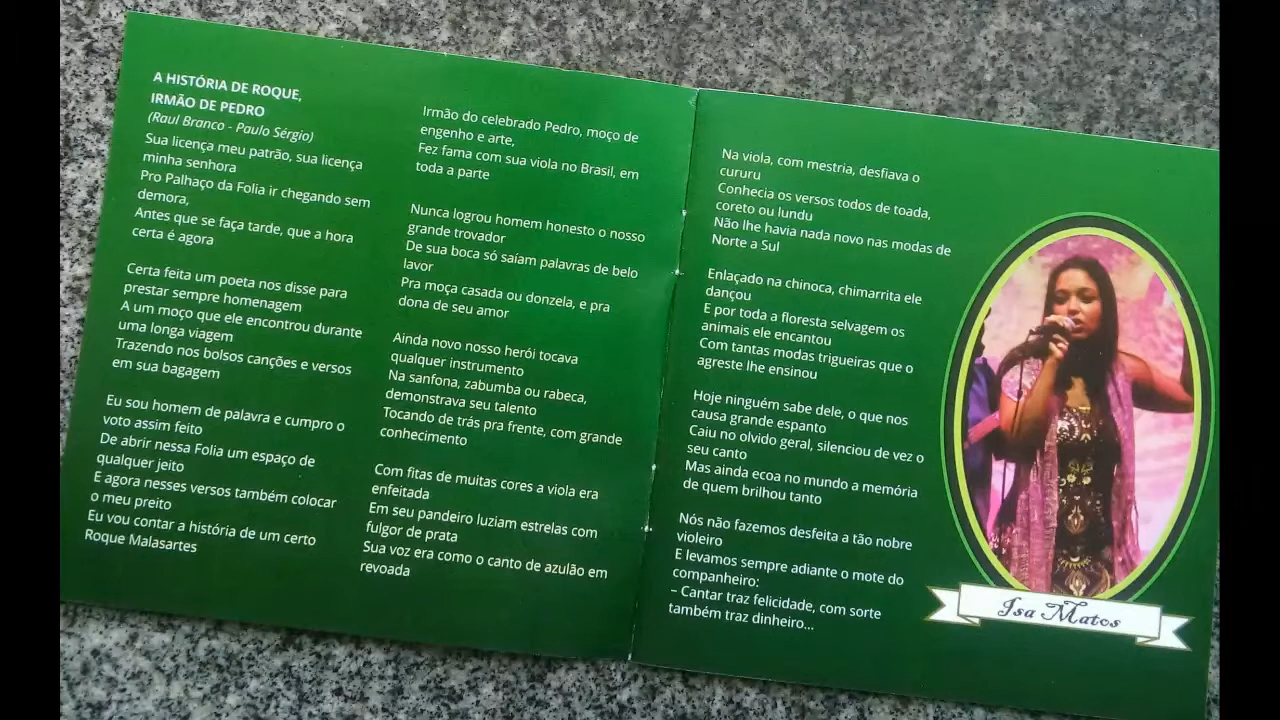 A HISTÓRIA DE ROQUE,
IRMÃO DE PEDRO
(Raul Branco - Paulo Sérgio)
Sua licença meu patrão, sua licença
minha senhora
Pro Palhaço da Folia ir chegando sem
demora,
Antes que se faça tarde, que a hora
certa é agora
Certa feita um poeta nos disse para
prestar sempre homenagem
A um moço que ele encontrou durante
uma longa viagem
Trazendo nos bolsos canções e versos
em sua bagagem
Eu sou homem de palavra e cumpro o
voto assim feito
De abrir nessa Folia um espaço de
qualquer jeito
E agora nesses versos também colocar
o meu preito
Eu vou contar a história de um certo
Roque Malasartes
Irmão do celebrado Pedro, moço de
engenho e arte,
Fez fama com sua viola no Brasil, em
toda a parte
Nunca logrou homem honesto o nosso
grande trovador
De sua boca só saíam palavras de belo
lavor
Pra moça casada ou donzela, e pra
dona de seu amor
Ainda novo nosso herói tocava
qualquer instrumento
Na sanfona, zabumba ou rabeca,
demonstrava seu talento
Tocando de trás pra frente, com grande
conhecimento
Com fitas de muitas cores a viola era
enfeitada
Em seu pandeiro luziam estrelas com
fulgor de prata
Sua voz era como o canto de azulão em
revoada
Na viola, com mestria, desfiava o
cururu
Conhecia os versos todos de toada,
coreto ou lundu
Não lhe havia nada novo nas modas de
Norte a Sul
Enlaçado na chinoca, chimarrita ele
dançou
E por toda a floresta selvagem os
animais ele encantou
Com tantas modas trigueiras que o
agreste lhe ensinou
Hoje ninguém sabe dele, o que nos
causa grande espanto
Caiu no olvido geral, silenciou de vez o
seu canto
Mas ainda ecoa no mundo a memória
de quem brilhou tanto
Nós não fazemos desfeita a tão nobre
violeiro
E levamos sempre adiante o mote do
companheiro:
– Cantar traz felicidade, com sorte
também traz dinheiro...
Isa Matos